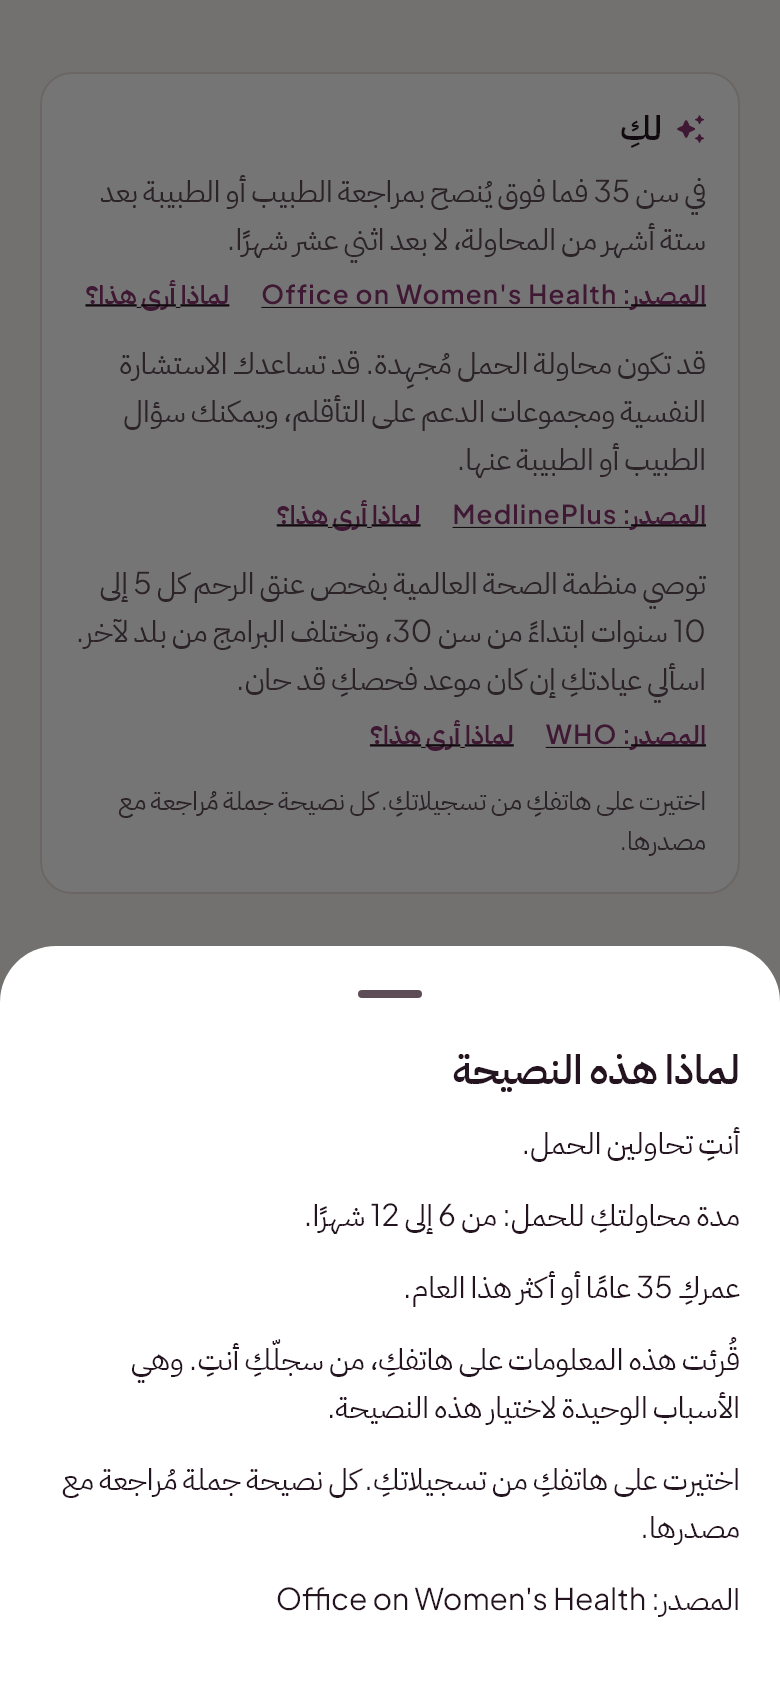 لكِ
في سن 35 فما فوق يُنصح بمراجعة الطبيب أو الطبيبة بعد
ستة أشهر من المحاولة، لا بعد اثني عشر شهرًا.
المصدر: Office on Women's Health لماذا أرى هذا؟
قد تكون محاولة الحمل مُجهِدة. قد تساعدك الاستشارة
النفسية ومجموعات الدعم على التأقلم، ويمكنك سؤال
الطبيب أو الطبيبة عنها.
المصدر: MedlinePlus لماذا أرى هذا؟
توصي منظمة الصحة العالمية بفحص عنق الرحم كل 5 إلى
10 سنوات ابتداءً من سن 30، وتختلف البرامج من بلد لآخر.
اسألي عيادتكِ إن كان موعد فحصكِ قد حان.
المصدر: WHO لماذا أرى هذا؟
اختيرت على هاتفكِ من تسجيلاتكِ. كل نصيحة جملة مُراجعة مع
مصدرها.
لماذا هذه النصيحة
أنتِ تحاولين الحمل.
مدة محاولتكِ للحمل: من 6 إلى 12 شهرًا.
عمركِ 35 عامًا أو أكثر هذا العام.
قُرئت هذه المعلومات على هاتفكِ، من سجلّكِ أنتِ. وهي
الأسباب الوحيدة لاختيار هذه النصيحة.
اختيرت على هاتفكِ من تسجيلاتكِ. كل نصيحة جملة مُراجعة مع
مصدرها.
المصدر: Office on Women's Health